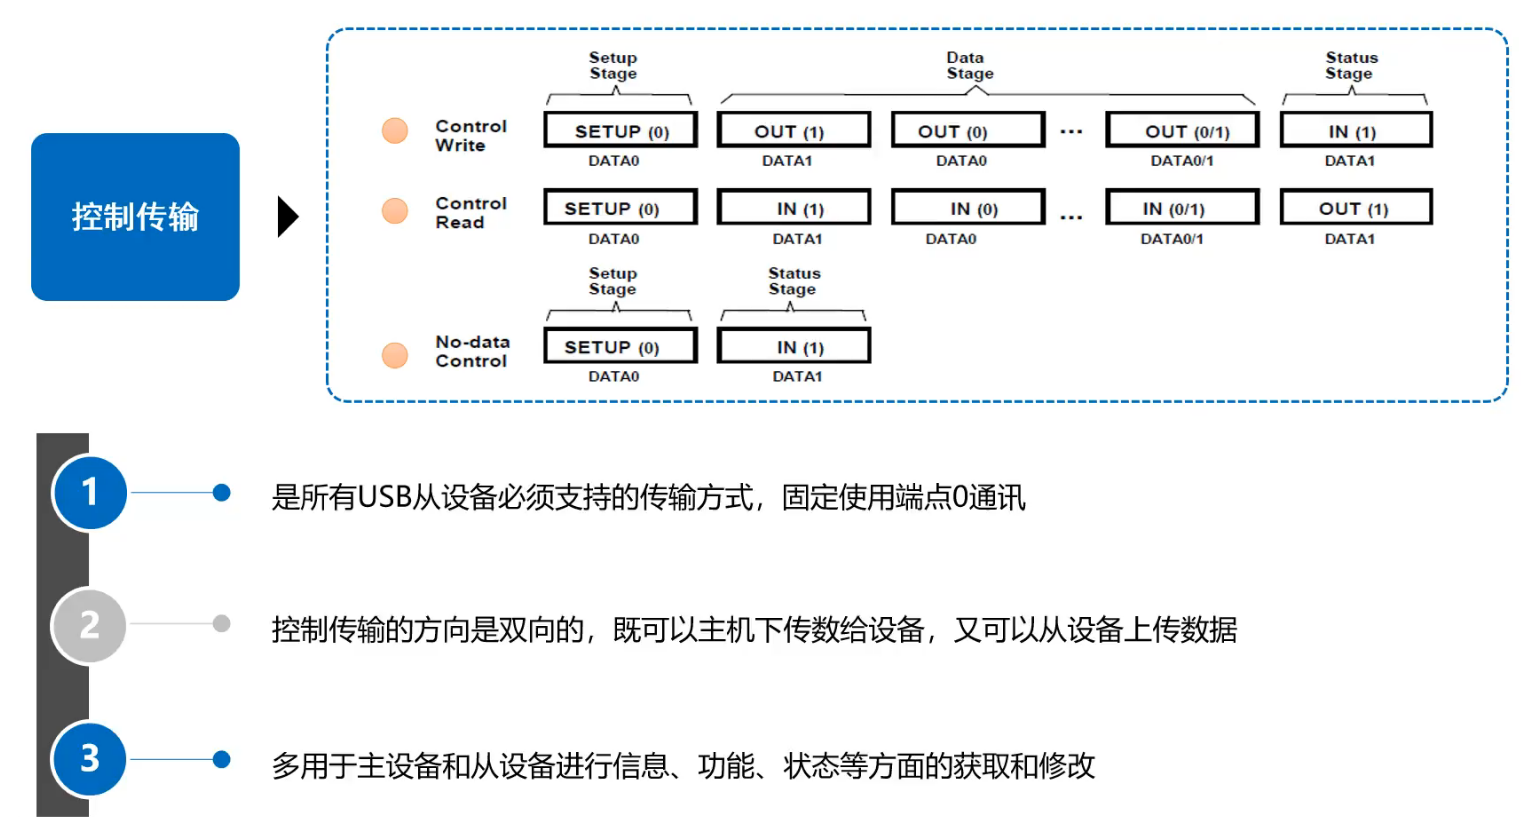 控制传输
Setup
Stage
Data
Stage
Status
Stage
Control
Write
SETUP (0)
OUT (1)
OUT (0)
...
OUT (0/1)
IN (1)
DATA0
DATA1
DATA0
DATA0/1
DATA1
Control
Read
SETUP (0)
IN (1)
IN (0)
...
IN (0/1)
OUT (1)
DATA0
DATA1
DATA0
DATA0/1
DATA1
Setup
Stage
Status
Stage
No-data
Control
SETUP (0)
IN (1)
DATA0
DATA1
1
是所有USB从设备必须支持的传输方式，固定使用端点0通讯
2
控制传输的方向是双向的，既可以主机下传数给设备，又可以从设备上传数据
3
多用于主设备和从设备进行信息、功能、状态等方面的获取和修改